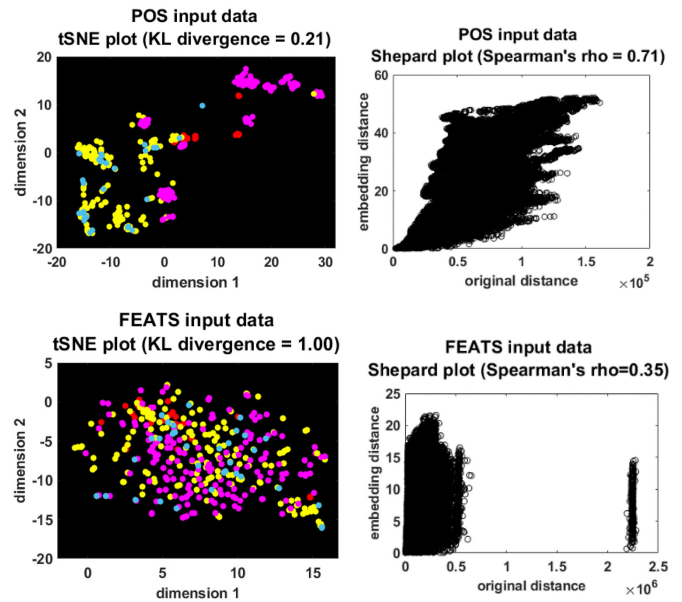 POS input data
tSNE plot (KL divergence = 0.21)
20
10
0
-10
-20
dimension 2
-20
-10
0
10
20
30
dimension 1
POS input data
Shepard plot (Spearman's rho = 0.71)
60
40
20
0
embedding distance
0
0.5
1
1.5
2
original distance
×10^5
FEATS input data
tSNE plot (KL divergence = 1.00)
5
0
-5
-10
-15
-20
dimension 2
0
5
10
15
dimension 1
FEATS input data
Shepard plot (Spearman's rho=0.35)
25
20
15
10
5
0
embedding distance
0
0.5
1
1.5
2
2.5
original distance
×10^6